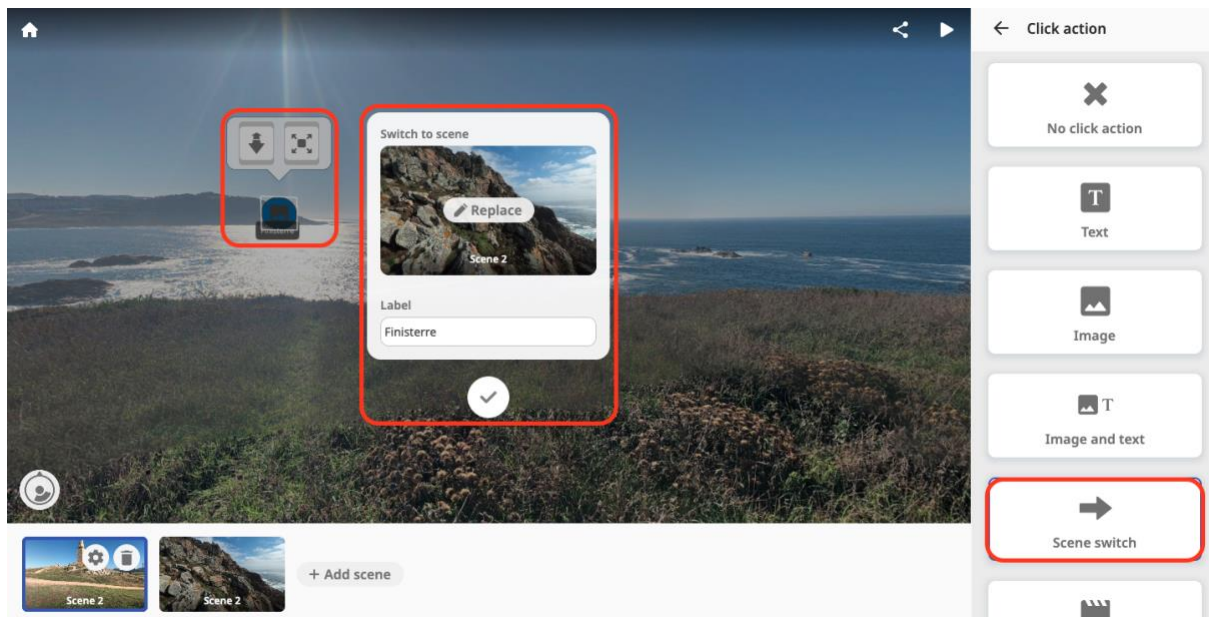 Click action
No click action
Text
Image
T
Image and text
Scene switch
Switch to scene
Replace
Scene 2
Label
Finisterre
Scene 2
Scene 2
+ Add scene